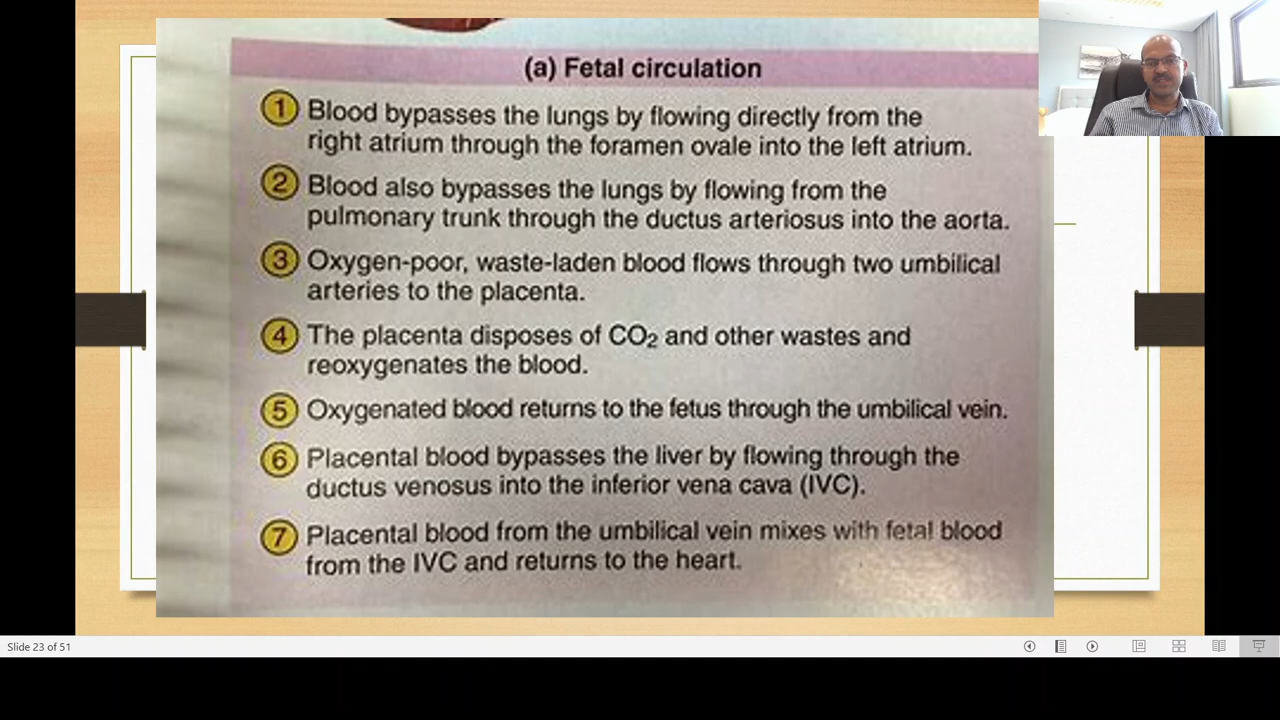 (a) Fetal circulation
1 Blood bypasses the lungs by flowing directly from the
right atrium through the foramen ovale into the left atrium.
2 Blood also bypasses the lungs by flowing from the
pulmonary trunk through the ductus arteriosus into the aorta.
3 Oxygen-poor, waste-laden blood flows through two umbilical
arteries to the placenta.
4 The placenta disposes of CO2 and other wastes and
reoxygenates the blood.
5 Oxygenated blood returns to the fetus through the umbilical vein.
6 Placental blood bypasses the liver by flowing through the
ductus venosus into the inferior vena cava (IVC).
7 Placental blood from the umbilical vein mixes with fetal blood
from the IVC and returns to the heart.
Slide 23 of 51